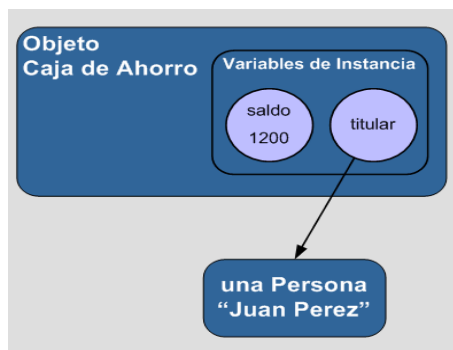 Objeto
Caja de Ahorro
Variables de Instancia
saldo
1200
titular
una Persona
“Juan Perez”